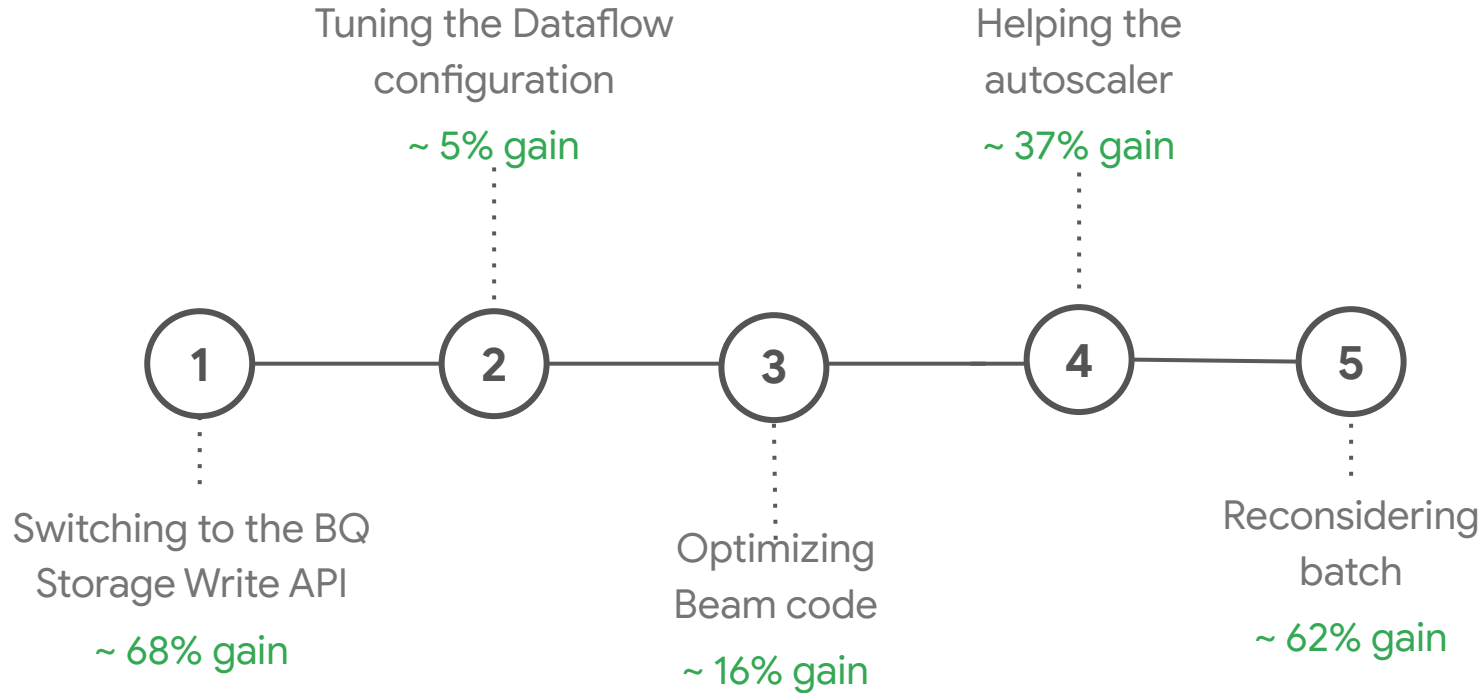 Tuning the Dataflow
configuration
~ 5% gain
Helping the
autoscaler
~ 37% gain
1
2
3
4
5
Switching to the BQ
Storage Write API
~ 68% gain
Optimizing
Beam code
~ 16% gain
Reconsidering
batch
~ 62% gain